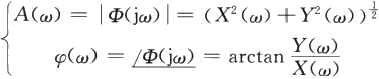 A(ω) = |Φ(jω)| = (X²(ω) + Y²(ω))^{1/2}
φ(ω) = /Φ(jω) = arctan Y(ω)/X(ω)